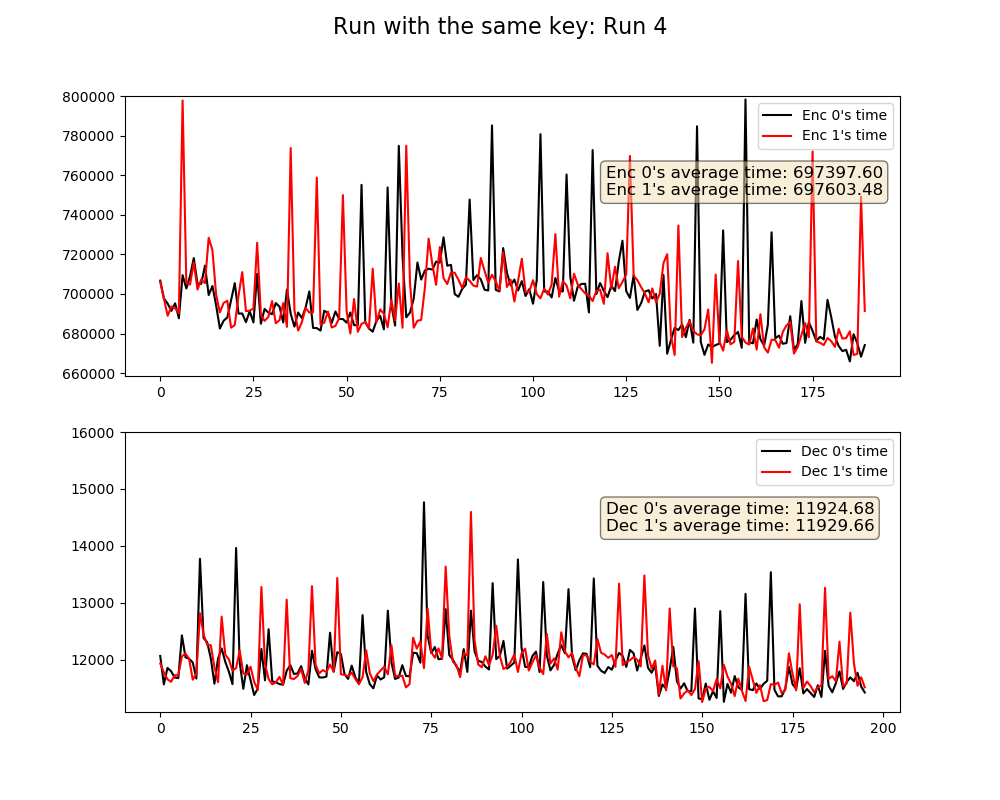 Run with the same key: Run 4
800000
780000
760000
740000
720000
700000
680000
660000
Enc 0's time
Enc 1's time
Enc 0's average time: 697397.60
Enc 1's average time: 697603.48
0 25 50 75 100 125 150 175
16000
15000
14000
13000
12000
Dec 0's time
Dec 1's time
Dec 0's average time: 11924.68
Dec 1's average time: 11929.66
0 25 50 75 100 125 150 175 200